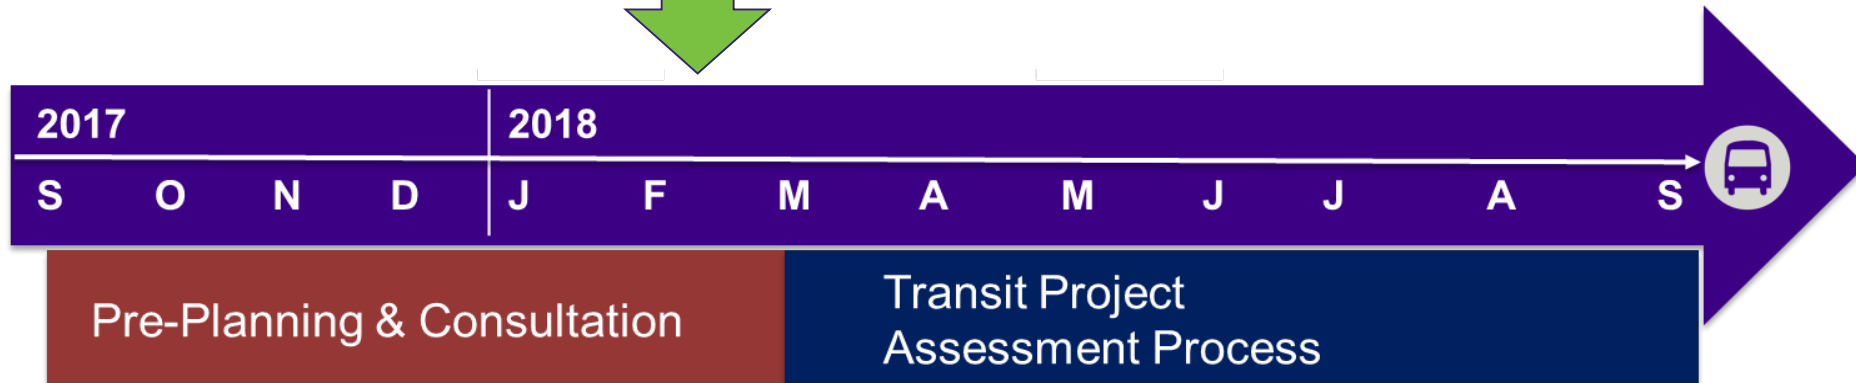 2017 2018
S O N D J F M A M J J A S
Pre-Planning & Consultation
Transit Project
Assessment Process